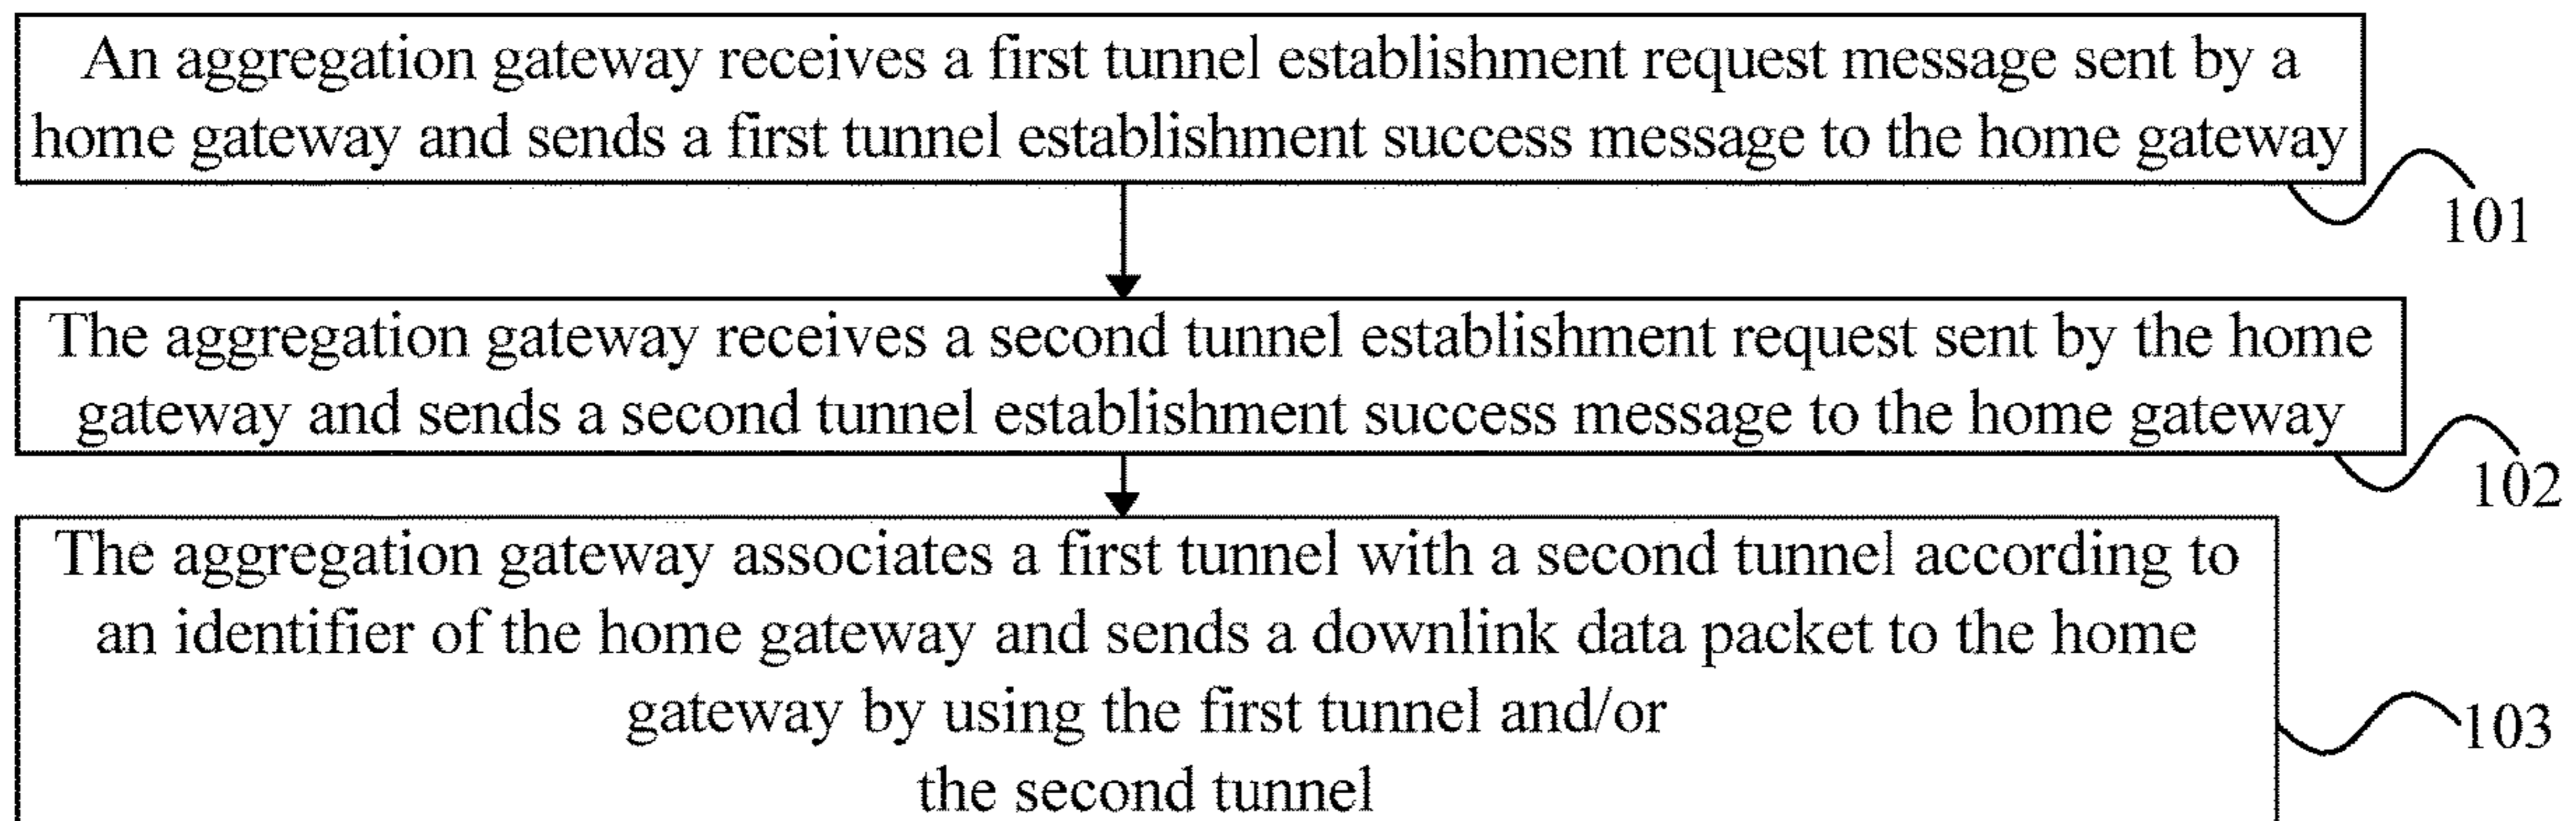 An aggregation gateway receives a first tunnel establishment request message sent by a
home gateway and sends a first tunnel establishment success message to the home gateway
101
The aggregation gateway receives a second tunnel establishment request sent by the home
gateway and sends a second tunnel establishment success message to the home gateway
102
The aggregation gateway associates a first tunnel with a second tunnel according to
an identifier of the home gateway and sends a downlink data packet to the home
gateway by using the first tunnel and/or
the second tunnel
103